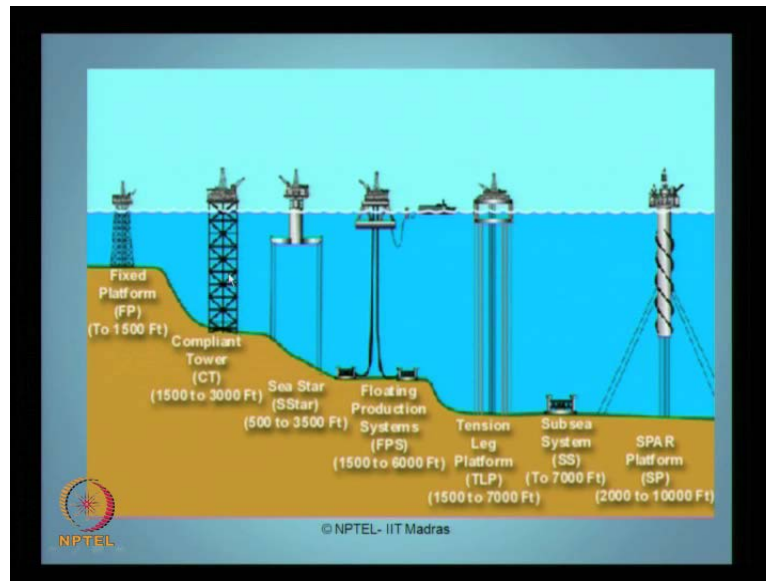 Fixed
Platform
(FP)
(To 1500 Ft)
Compliant
Tower
(CT)
(1500 to 3000 Ft)
Sea Star
(SStar)
(500 to 3500 Ft)
Floating
Production
Systems
(FPS)
(1500 to 6000 Ft)
Tension
Leg
Platform
(TLP)
(1500 to 7000 Ft)
Subsea
System
(SS)
(To 7000 Ft)
SPAR
Platform
(SP)
(2000 to 10000 Ft)
NPTEL
© NPTEL- IIT Madras